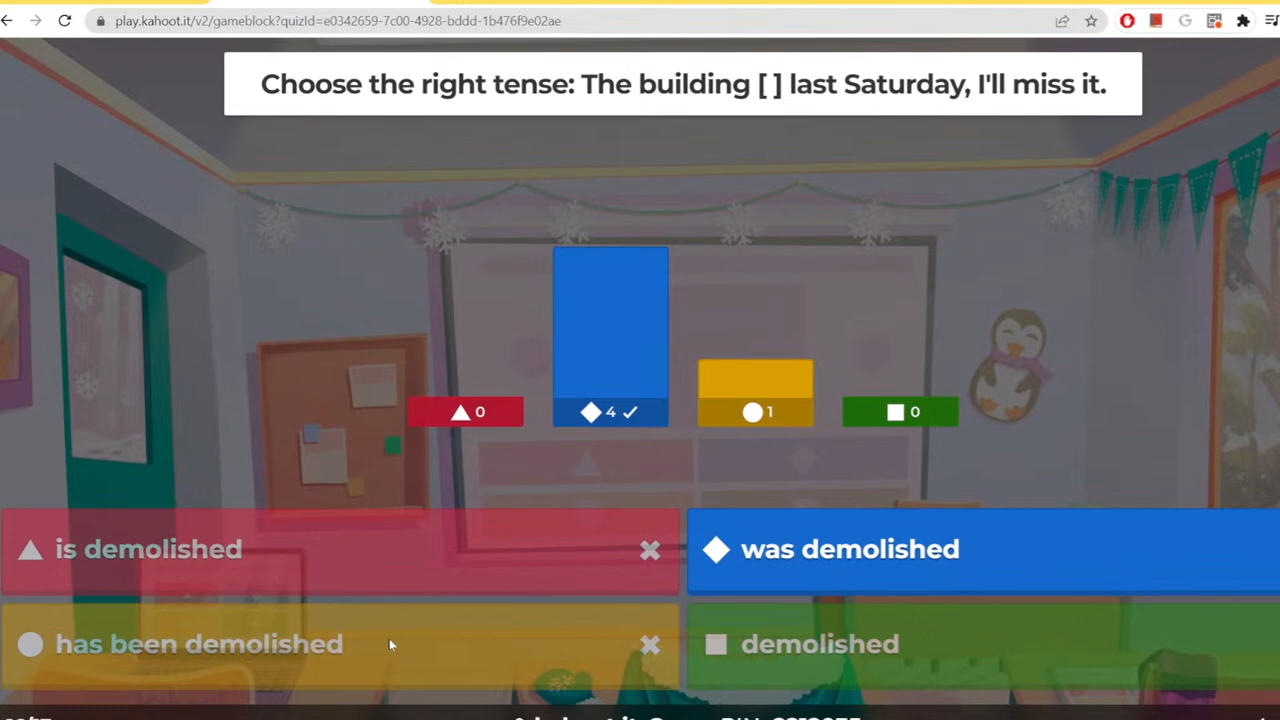 play.kahoot.it/v2/gameblock?quizId=e0342659-7c00-4928-bddd-1b476f9e02ae
Choose the right tense: The building [ ] last Saturday, I'll miss it.
0
4
1
0
is demolished
was demolished
has been demolished
demolished